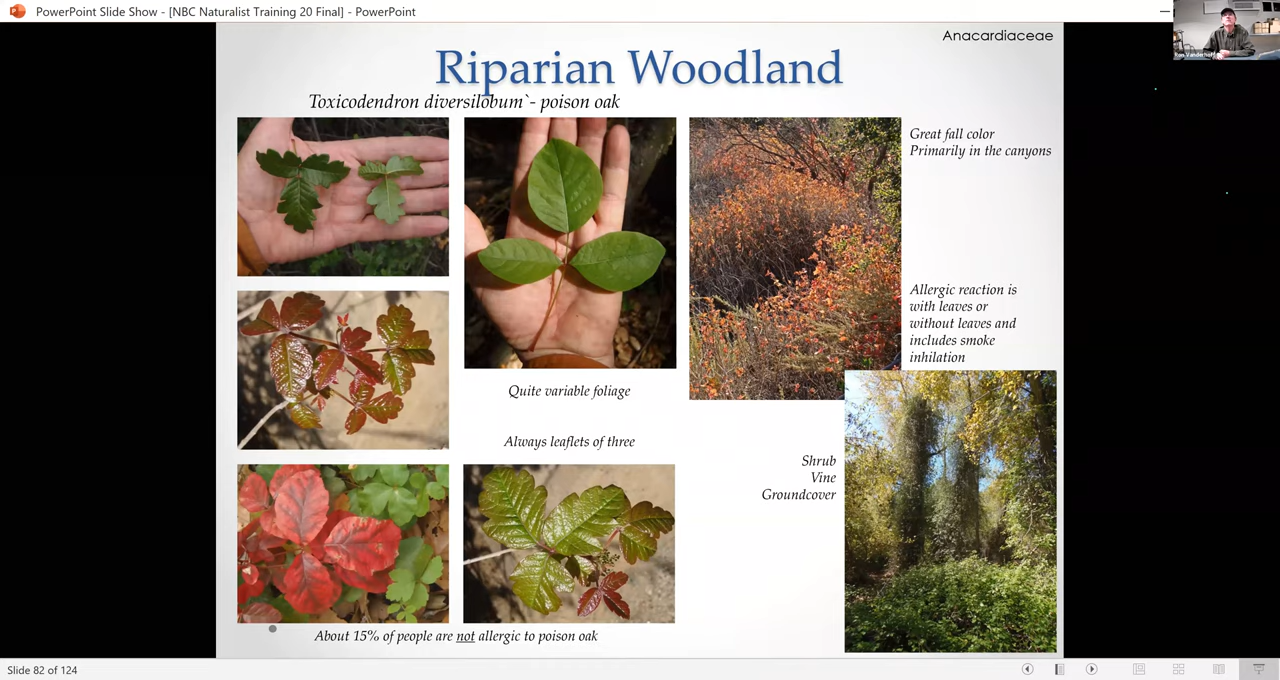 PowerPoint Slide Show - [NBC Naturalist Training 20 Final] - PowerPoint
Ron Vanderhoff
Anacardiaceae
Riparian Woodland
Toxicodendron diversilobum`- poison oak
Great fall color
Primarily in the canyons
Allergic reaction is
with leaves or
without leaves and
includes smoke
inhilation
Quite variable foliage
Always leaflets of three
Shrub
Vine
Groundcover
About 15% of people are not allergic to poison oak
Slide 82 of 124